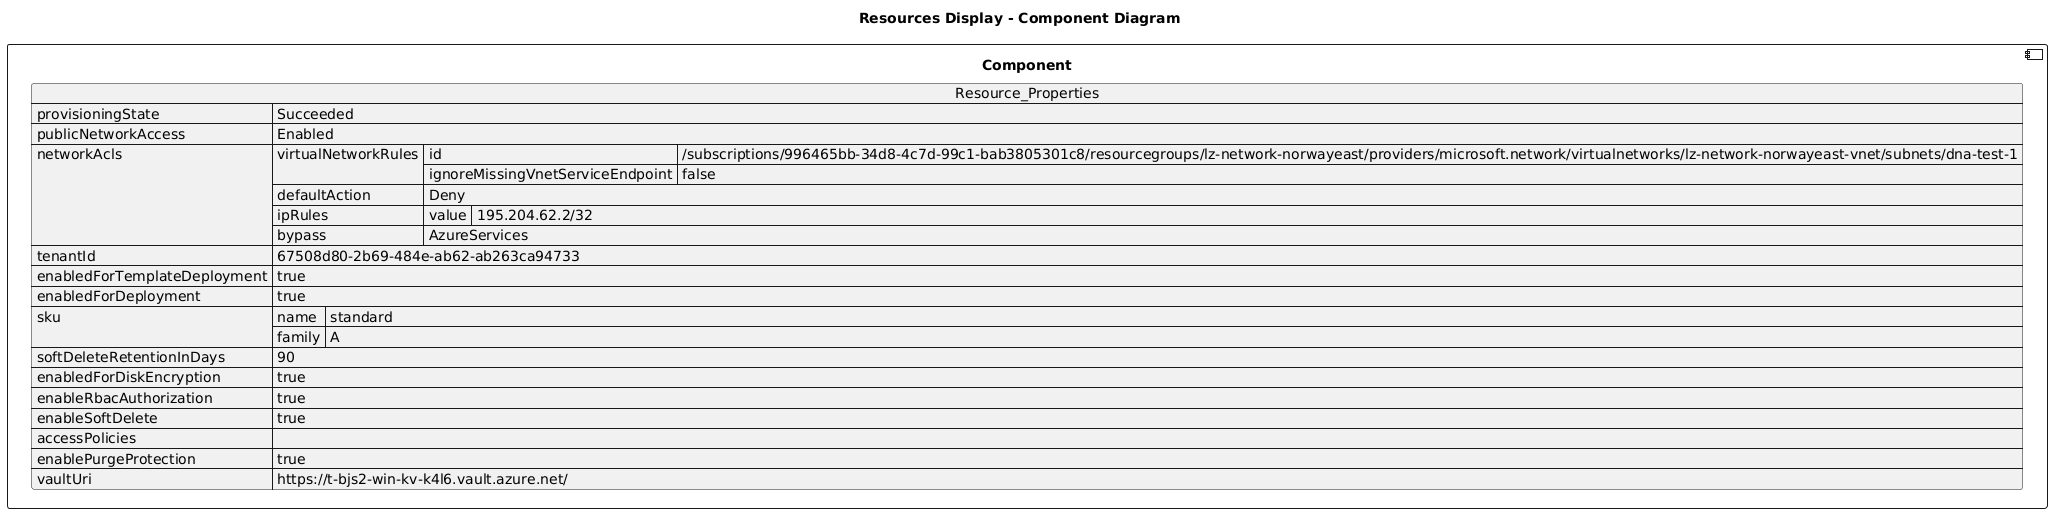 Resources Display - Component Diagram
Component
Resource_Properties
provisioningState Succeeded
publicNetworkAccess Enabled
networkAcls virtualNetworkRules id /subscriptions/996465bb-34d8-4c7d-99c1-bab3805301c8/resourcegroups/lz-network-norwayeast/providers/microsoft.network/virtualnetworks/lz-network-norwayeast-vnet/subnets/dna-test-1
ignoreMissingVnetServiceEndpoint false
defaultAction Deny
ipRules value 195.204.62.2/32
bypass AzureServices
tenantId 67508d80-2b69-484e-ab62-ab263ca94733
enabledForTemplateDeployment true
enabledForDeployment true
sku name standard
family A
softDeleteRetentionInDays 90
enabledForDiskEncryption true
enableRbacAuthorization true
enableSoftDelete true
accessPolicies
enablePurgeProtection true
vaultUri https://t-bjs2-win-kv-k4l6.vault.azure.net/